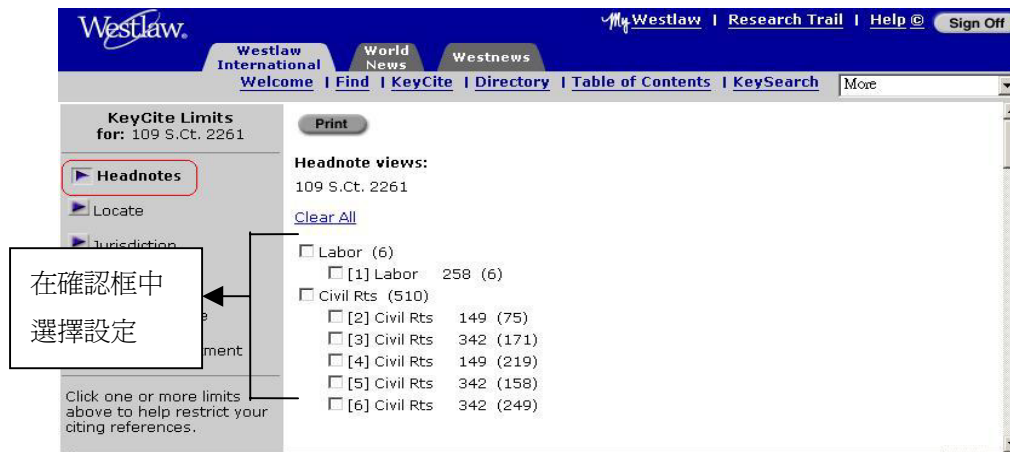 Westlaw.
My Westlaw | Research Trail | Help © Sign Off
Westlaw International
World News
Westnews
Welcome | Find | KeyCite | Directory | Table of Contents | KeySearch More
KeyCite Limits
for: 109 S.Ct. 2261
Headnotes
Locate
Jurisdiction
ment
Click one or more limits
above to help restrict your
citing references.
在確認框中
選擇設定
Print
Headnote views:
109 S.Ct. 2261
Clear All
Labor (6)
[1] Labor 258 (6)
Civil Rts (510)
[2] Civil Rts 149 (75)
[3] Civil Rts 342 (171)
[4] Civil Rts 149 (219)
[5] Civil Rts 342 (158)
[6] Civil Rts 342 (249)